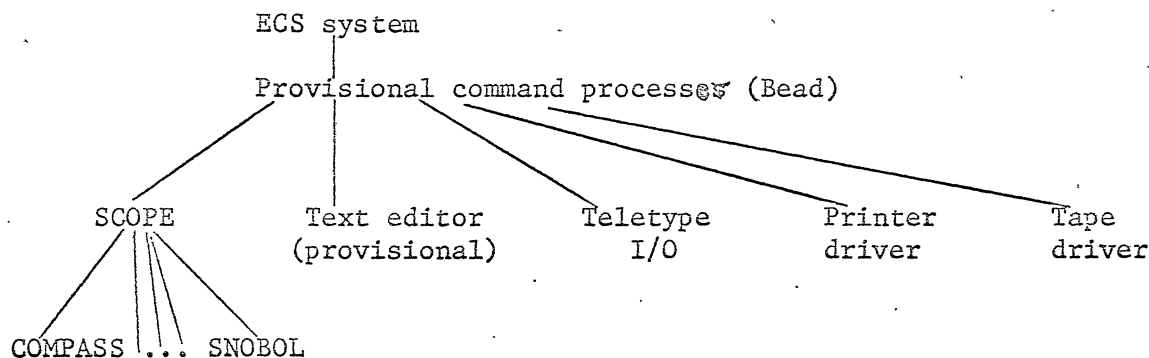 ECS system
Provisional command processes (Bead)
SCOPE Text editor Teletype Printer Tape
(provisional) I/O driver driver
COMPASS ... SNOBOL